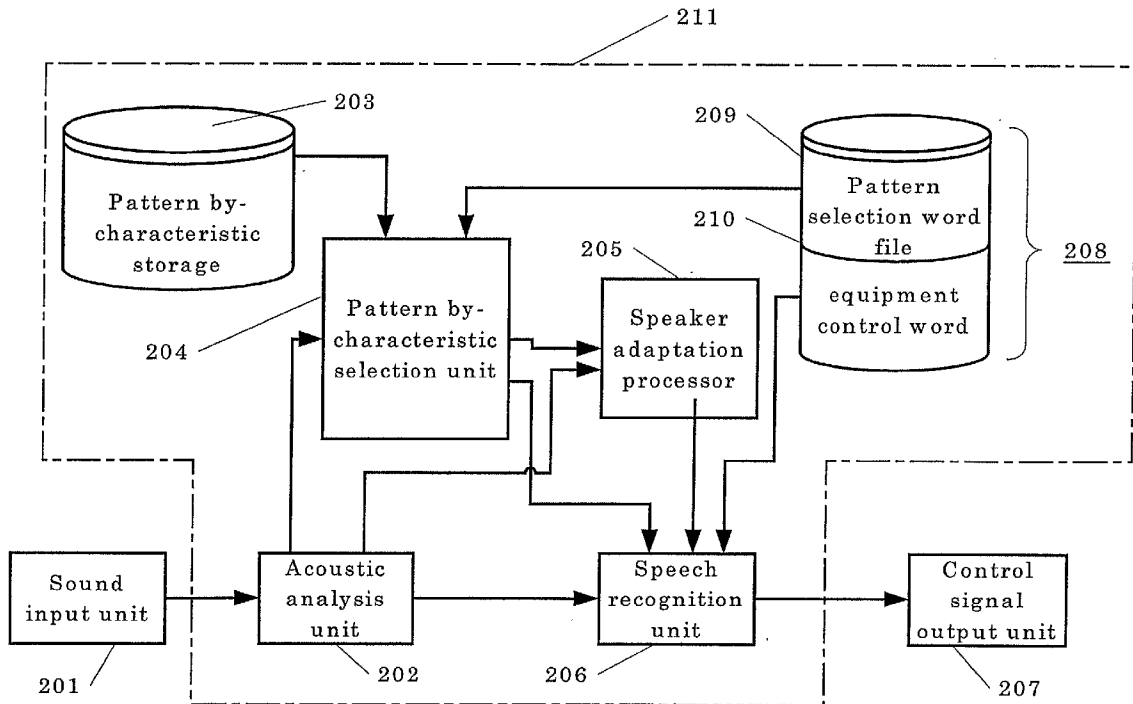 211
203
209
Pattern by-
characteristic
storage
Pattern
selection word
file
210
208
205
equipment
control word
Pattern by-
characteristic
selection unit
204
Speaker
adaptation
processor
Sound
input unit
Acoustic
analysis
unit
Speech
recognition
unit
Control
signal
output unit
201
202
206
207